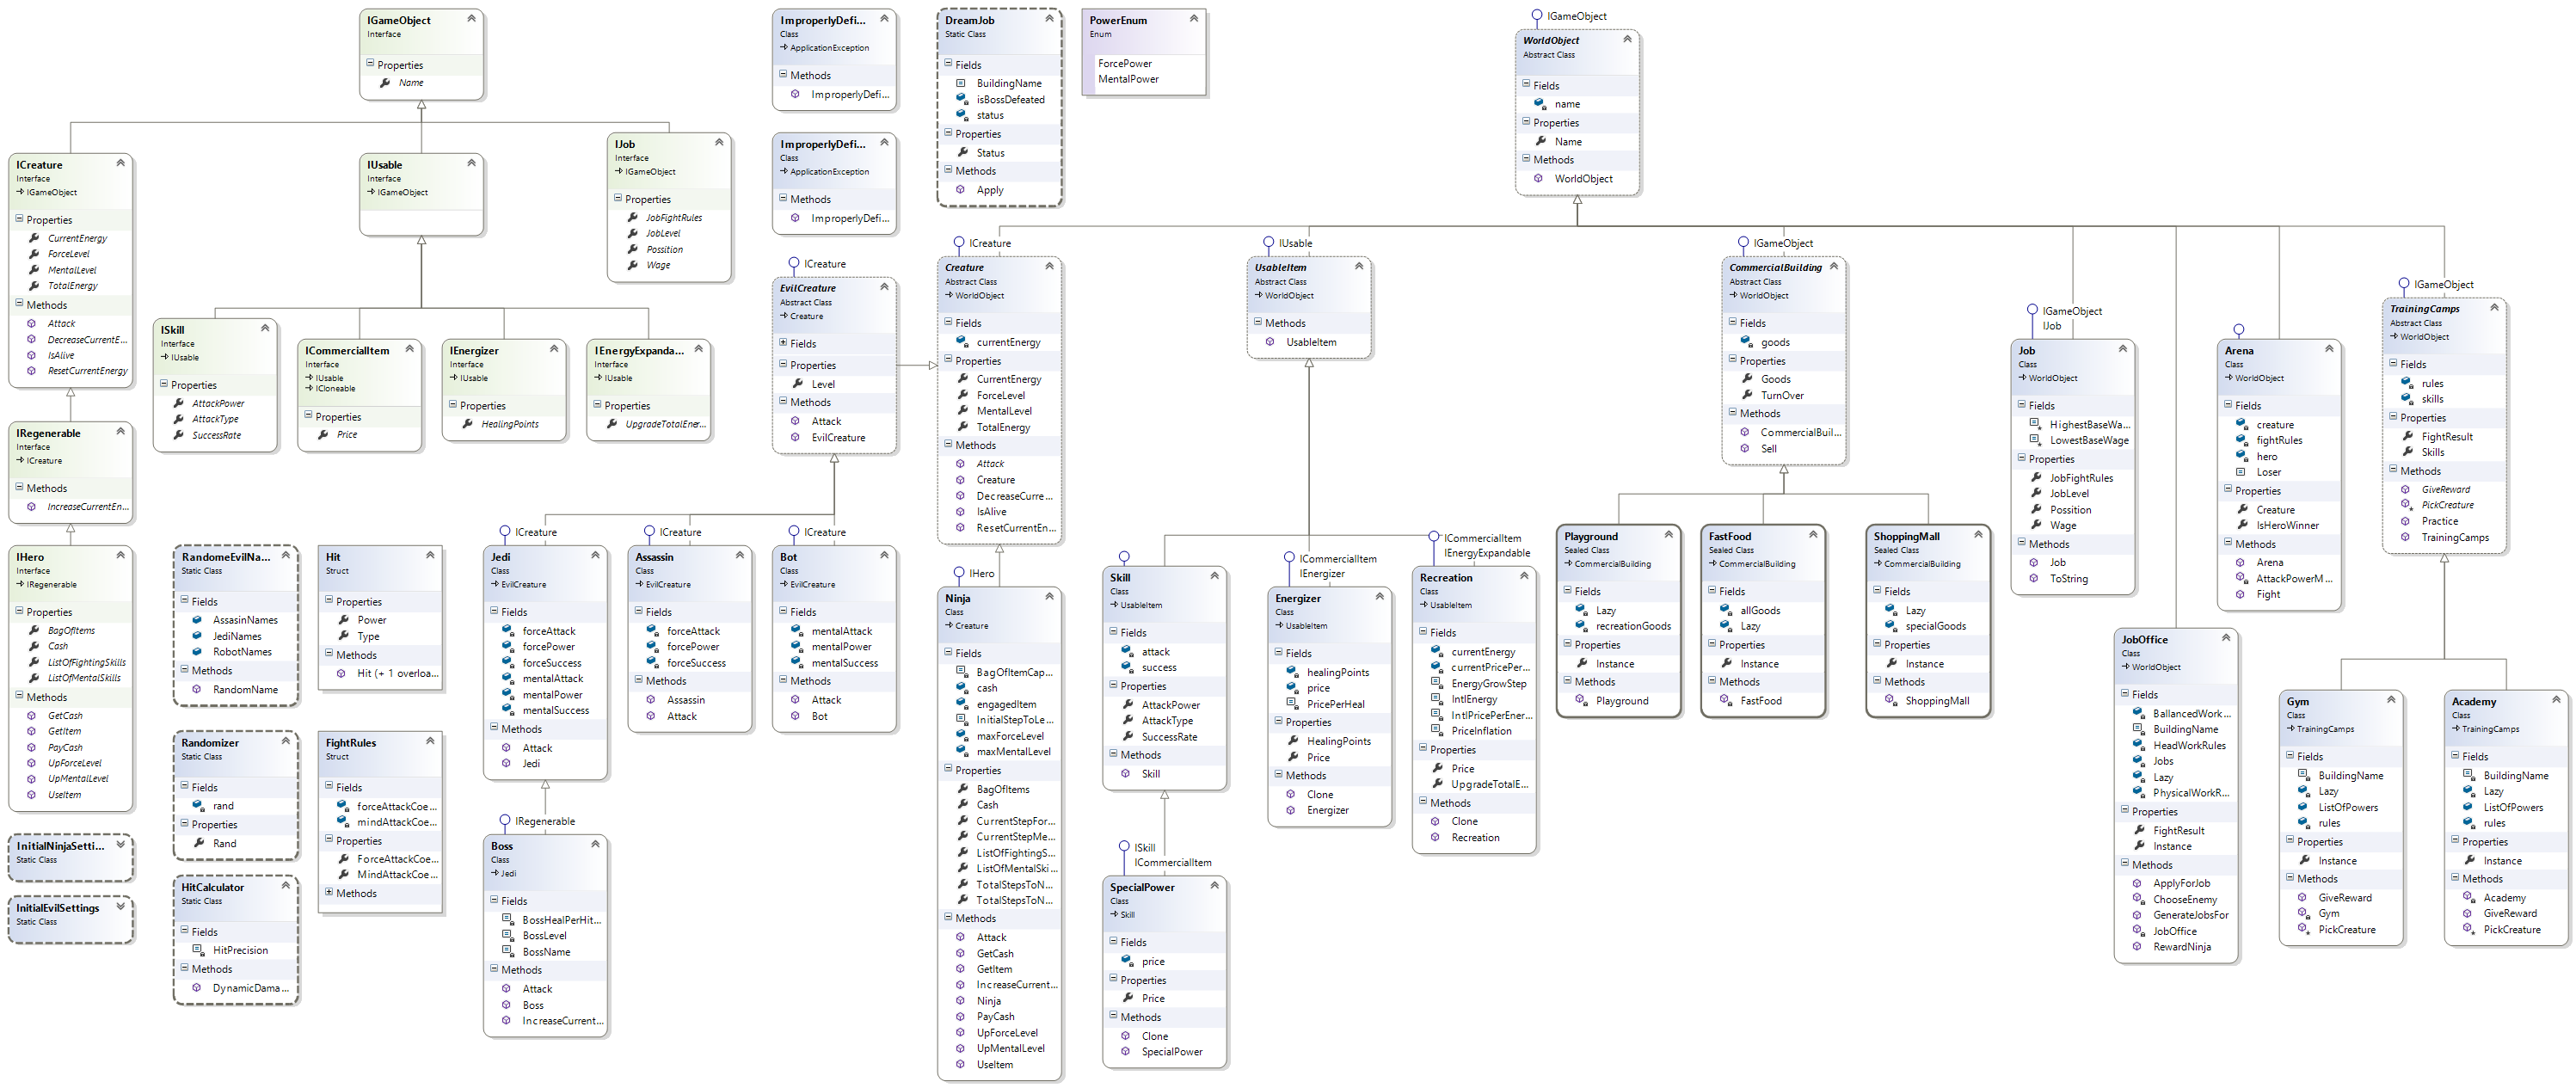 IGameObject
Interface
Properties
Name
ICreature
Interface
IGameObject
Properties
CurrentEnergy
ForceLevel
MentalLevel
TotalEnergy
Methods
Attack
DecreaseCurrentE...
IsAlive
ResetCurrentEnergy
IUsable
Interface
IGameObject
IJob
Interface
IGameObject
Properties
JobFightRules
JobLevel
Possition
Wage
ISkill
Interface
IUsable
Properties
AttackPower
AttackType
SuccessRate
ICommercialItem
Interface
IUsable
ICloneable
Properties
Price
IEnergizer
Interface
IUsable
Properties
HealingPoints
IEnergyExpanda...
Interface
IUsable
Properties
UpgradeTotalEner...
IRegenerable
Interface
ICreature
Methods
IncreaseCurrentEn...
IHero
Interface
IRegenerable
Properties
BagOfItems
Cash
ListOfFightingSkills
ListOfMentalSkills
Methods
GetCash
GetItem
PayCash
UpForceLevel
UpMentalLevel
UseItem
InitialNinjaSetti...
Static Class
InitialEvilSettings
Static Class
RandomeEvilNa...
Static Class
Fields
AssasinNames
JediNames
RobotNames
Methods
RandomName
Randomizer
Static Class
Fields
rand
Properties
Rand
HitCalculator
Static Class
Fields
HitPrecision
Methods
DynamicDama...
Hit
Struct
Properties
Power
Type
Methods
Hit (+ 1 overloa...
FightRules
Struct
Fields
forceAttackCoe...
mindAttackCoe...
Properties
ForceAttackCoe...
MindAttackCoe...
Methods
ImproperlyDefi...
Class
ApplicationException
Methods
ImproperlyDefi...
ImproperlyDefi...
Class
ApplicationException
Methods
ImproperlyDefi...
DreamJob
Static Class
Fields
BuildingName
isBossDefeated
status
Properties
Status
Methods
Apply
PowerEnum
Enum
ForcePower
MentalPower
ICreature
EvilCreature
Abstract Class
Creature
Fields
Properties
Level
Methods
Attack
EvilCreature
ICreature
Creature
Abstract Class
WorldObject
Fields
currentEnergy
Properties
CurrentEnergy
ForceLevel
MentalLevel
TotalEnergy
Methods
Attack
Creature
DecreaseCurre...
IsAlive
ResetCurrentEn...
ICreature
Jedi
Class
EvilCreature
Fields
forceAttack
forcePower
forceSuccess
mentalAttack
mentalPower
mentalSuccess
Methods
Attack
Jedi
ICreature
Assassin
Class
EvilCreature
Fields
forceAttack
forcePower
forceSuccess
Methods
Assassin
Attack
ICreature
Bot
Class
EvilCreature
Fields
mentalAttack
mentalPower
mentalSuccess
Methods
Attack
Bot
IRegenerable
Boss
Class
Jedi
Fields
BossHealPerHit...
BossLevel
BossName
Methods
Attack
Boss
IncreaseCurrent...
IHero
Ninja
Class
Creature
Fields
BagOfItemCap...
cash
engagedItem
InitialStepToLe...
maxForceLevel
maxMentalLevel
Properties
BagOfItems
Cash
CurrentStepFor...
CurrentStepMe...
ListOfFightingS...
ListOfMentalSki...
TotalStepsToN...
TotalStepsToN...
Methods
Attack
GetCash
GetItem
IncreaseCurrent...
Ninja
PayCash
UpForceLevel
UpMentalLevel
UseItem
IGameObject
WorldObject
Abstract Class
Fields
name
Properties
Name
Methods
WorldObject
IUsable
UsableItem
Abstract Class
WorldObject
Methods
UsableItem
Skill
Class
UsableItem
Fields
attack
success
Properties
AttackPower
AttackType
SuccessRate
Methods
Skill
ISkill
ICommercialItem
SpecialPower
Class
Skill
Fields
price
Properties
Price
Methods
Clone
SpecialPower
ICommercialItem
IEnergizer
Energizer
Class
UsableItem
Fields
healingPoints
price
PricePerHeal
Properties
HealingPoints
Price
Methods
Clone
Energizer
ICommercialItem
IEnergyExpandable
Recreation
Class
UsableItem
Fields
currentEnergy
currentPricePer...
EnergyGrowStep
IntlEnergy
IntlPricePerEner...
PriceInflation
Properties
Price
UpgradeTotalE...
Methods
Clone
Recreation
IGameObject
CommercialBuilding
Abstract Class
WorldObject
Fields
goods
Properties
Goods
TurnOver
Methods
CommercialBuil...
Sell
Playground
Sealed Class
CommercialBuilding
Fields
Lazy
recreationGoods
Properties
Instance
Methods
Playground
FastFood
Sealed Class
CommercialBuilding
Fields
allGoods
Lazy
Properties
Instance
Methods
FastFood
ShoppingMall
Sealed Class
CommercialBuilding
Fields
Lazy
specialGoods
Properties
Instance
Methods
ShoppingMall
IGameObject
IJob
Job
Class
WorldObject
Fields
HighestBaseWa...
LowestBaseWage
Properties
JobFightRules
JobLevel
Possition
Wage
Methods
Job
ToString
JobOffice
Class
WorldObject
Fields
BallancedWork...
BuildingName
HeadWorkRules
Jobs
Lazy
PhysicalWorkR...
Properties
FightResult
Instance
Methods
ApplyForJob
ChooseEnemy
GenerateJobsFor
JobOffice
RewardNinja
Arena
Class
WorldObject
Fields
creature
fightRules
hero
Loser
Properties
Creature
IsHeroWinner
Methods
Arena
AttackPowerM...
Fight
IGameObject
TrainingCamps
Abstract Class
WorldObject
Fields
rules
skills
Properties
FightResult
Skills
Methods
GiveReward
PickCreature
Practice
TrainingCamps
Gym
Class
TrainingCamps
Fields
BuildingName
Lazy
ListOfPowers
rules
Properties
Instance
Methods
GiveReward
Gym
PickCreature
Academy
Class
TrainingCamps
Fields
BuildingName
Lazy
ListOfPowers
rules
Properties
Instance
Methods
Academy
GiveReward
PickCreature